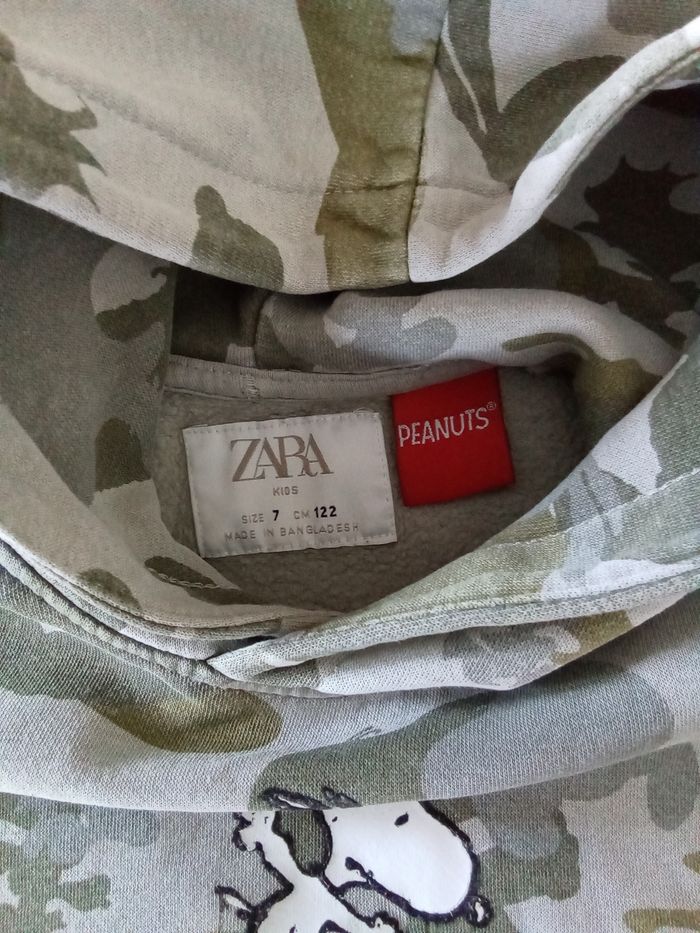 ZARA
KIDS
SIZE 7 CM 122
MADE IN BANGLADESH
PEANUTS®